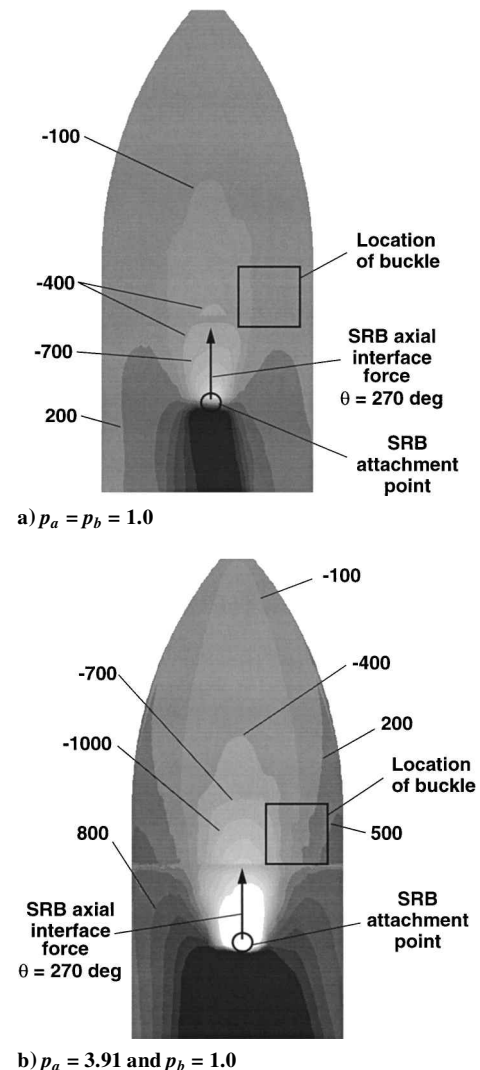 -100
Location
of buckle
-400
SRB axial
interface
force
θ = 270 deg
-700
200
SRB
attachment
point
a) pa = pb = 1.0
-100
-400
-700
200
-1000
Location
of buckle
800
500
SRB axial
interface
force
θ = 270 deg
SRB
attachment
point
b) pa = 3.91 and pb = 1.0